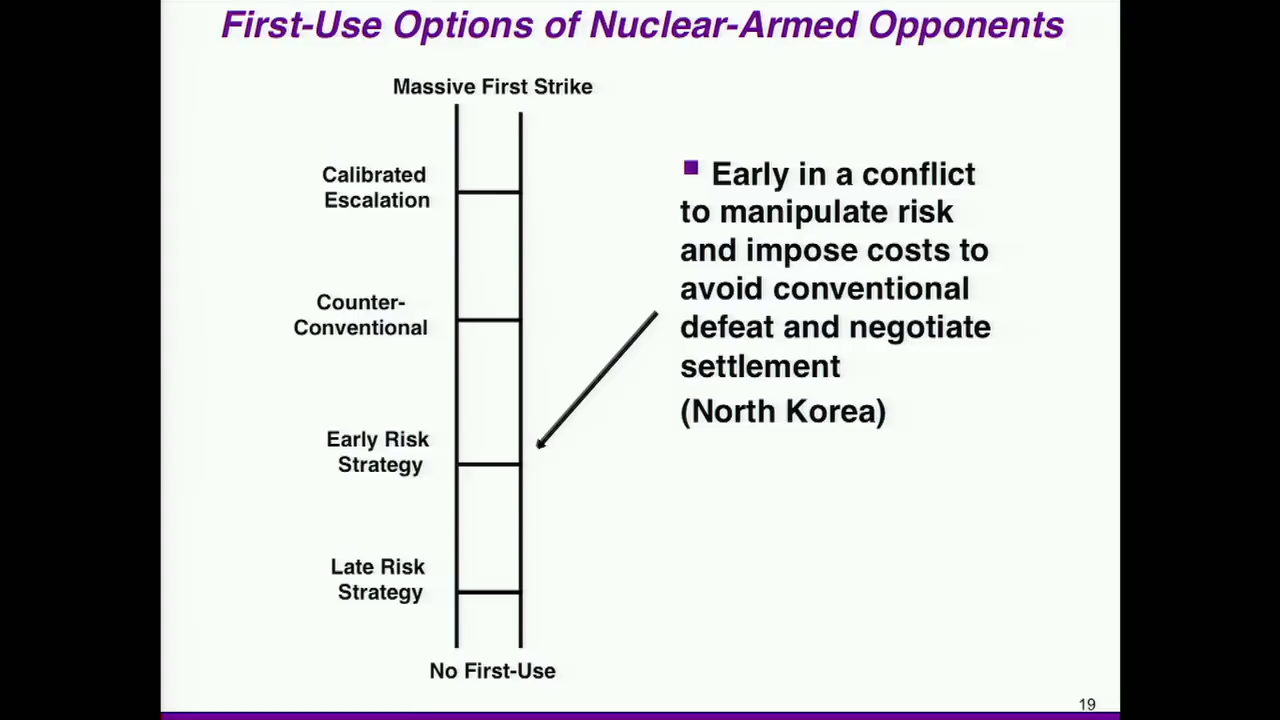 First-Use Options of Nuclear-Armed Opponents
Massive First Strike
Calibrated
Escalation
Counter-
Conventional
Early Risk
Strategy
Late Risk
Strategy
No First-Use
Early in a conflict
to manipulate risk
and impose costs to
avoid conventional
defeat and negotiate
settlement
(North Korea)
19